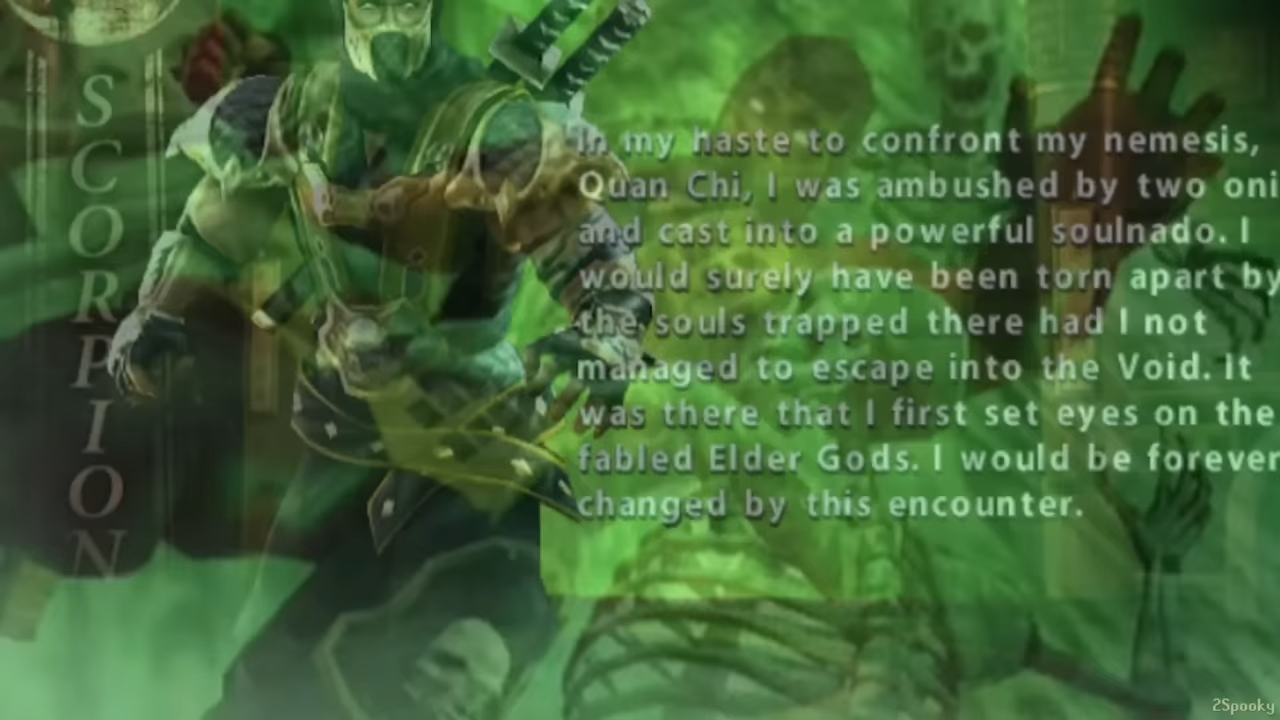 SCORPION
In my haste to confront my nemesis,
Quan Chi, I was ambushed by two oni
and cast into a powerful soulnado. I
would surely have been torn apart by
the souls trapped there had I not
managed to escape into the Void. It
was there that I first set eyes on the
fabled Elder Gods. I would be forever
changed by this encounter.
2Spooky